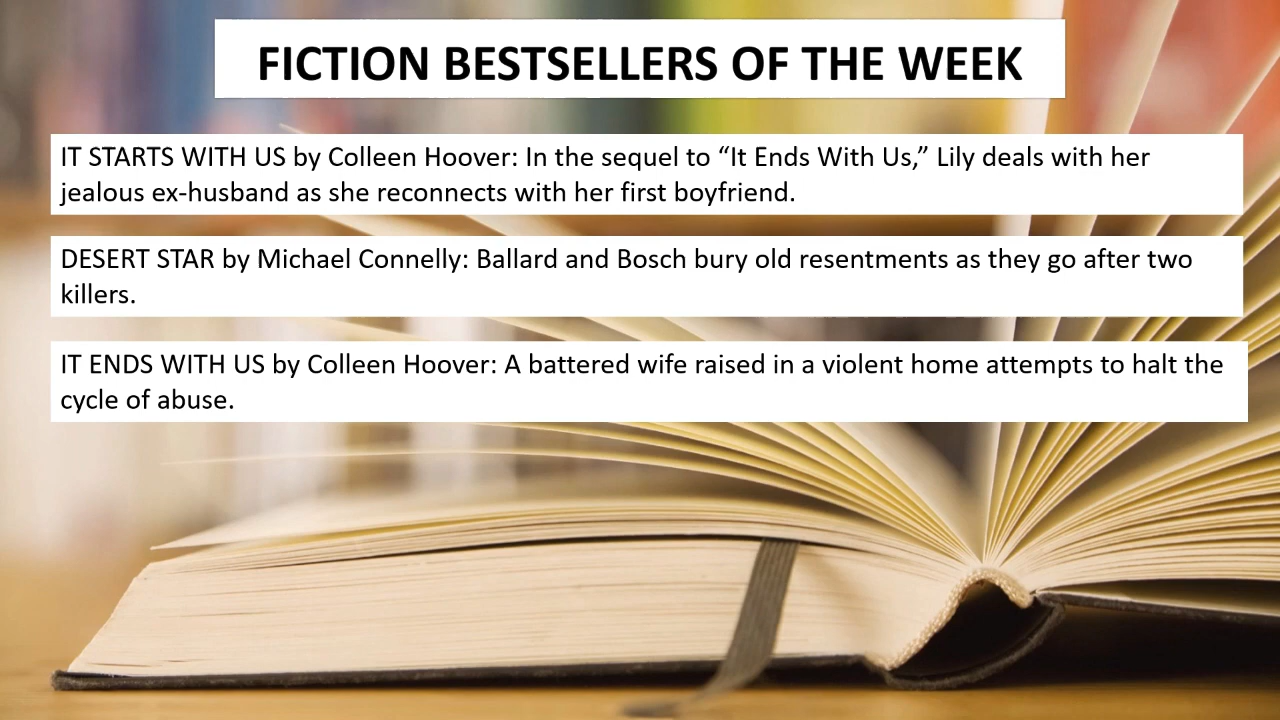 FICTION BESTSELLERS OF THE WEEK
IT STARTS WITH US by Colleen Hoover: In the sequel to “It Ends With Us,” Lily deals with her
jealous ex-husband as she reconnects with her first boyfriend.
DESERT STAR by Michael Connelly: Ballard and Bosch bury old resentments as they go after two
killers.
IT ENDS WITH US by Colleen Hoover: A battered wife raised in a violent home attempts to halt the
cycle of abuse.